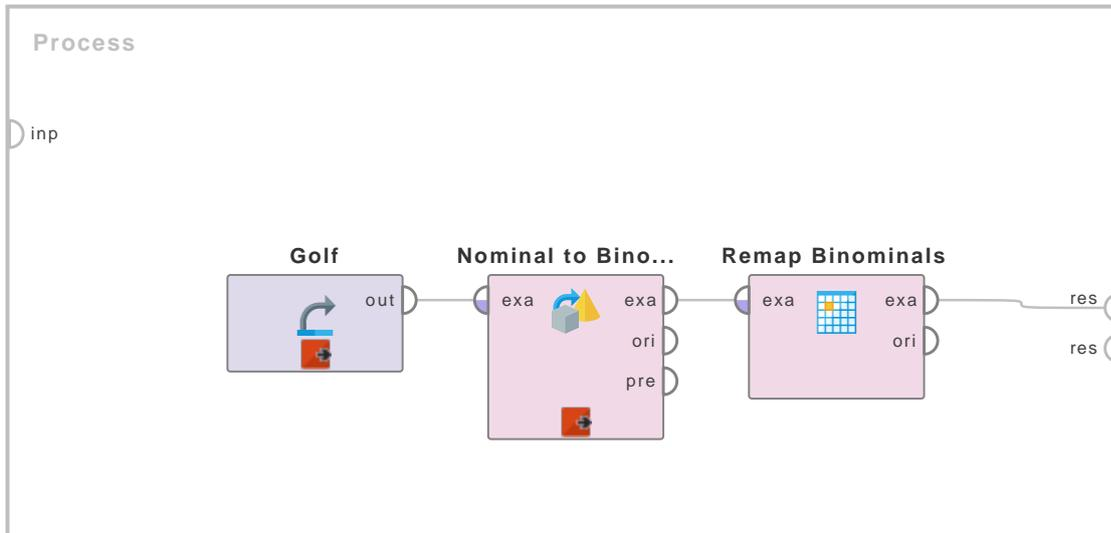 Process
inp
Golf
Nominal to Bino...
Remap Binominals
out
exa
exa
exa
exa
res
ori
ori
res
pre